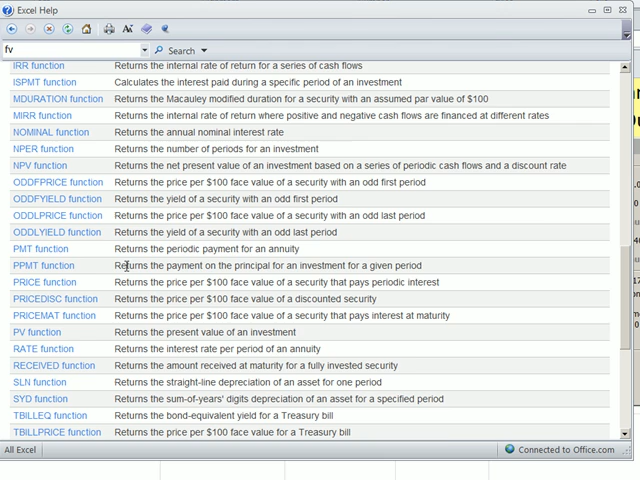 Excel Help
fv
Search
IRR function Returns the internal rate of return for a series of cash flows
ISPMT function Calculates the interest paid during a specific period of an investment
MDURATION function Returns the Macauley modified duration for a security with an assumed par value of $100
MIRR function Returns the internal rate of return where positive and negative cash flows are financed at different rates
NOMINAL function Returns the annual nominal interest rate
NPER function Returns the number of periods for an investment
NPV function Returns the net present value of an investment based on a series of periodic cash flows and a discount rate
ODDFPRICE function Returns the price per $100 face value of a security with an odd first period
ODDFYIELD function Returns the yield of a security with an odd first period
ODDLPRICE function Returns the price per $100 face value of a security with an odd last period
ODDLYIELD function Returns the yield of a security with an odd last period
PMT function Returns the periodic payment for an annuity
PPMT function Returns the payment on the principal for an investment for a given period
PRICE function Returns the price per $100 face value of a security that pays periodic interest
PRICEDISC function Returns the price per $100 face value of a discounted security
PRICEMAT function Returns the price per $100 face value of a security that pays interest at maturity
PV function Returns the present value of an investment
RATE function Returns the interest rate per period of an annuity
RECEIVED function Returns the amount received at maturity for a fully invested security
SLN function Returns the straight-line depreciation of an asset for one period
SYD function Returns the sum-of-years' digits depreciation of an asset for a specified period
TBILLEQ function Returns the bond-equivalent yield for a Treasury bill
TBILLPRICE function Returns the price per $100 face value for a Treasury bill
All Excel
Connected to Office.com